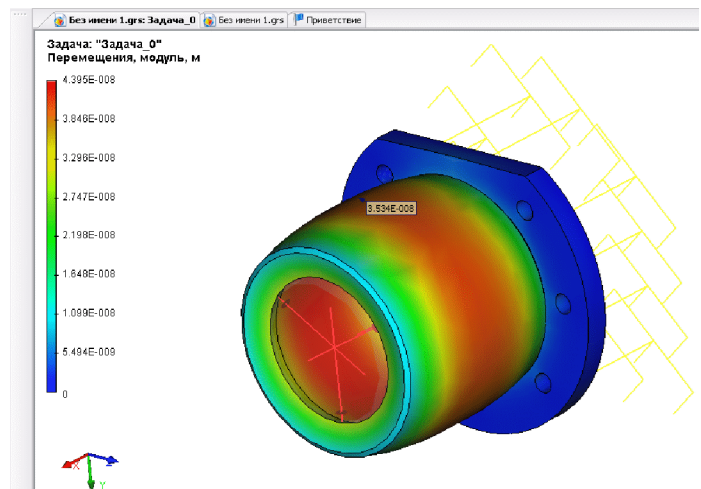 Без имени 1.grs: Задача_0 Без имени 1.grs Приветствие
Задача: "Задача_0"
Перемещения, модуль, м
4.395E-008
3.846E-008
3.296E-008
2.747E-008
2.198E-008
1.648E-008
1.099E-008
5.494E-009
0
3.534E-008
X
Z
Y